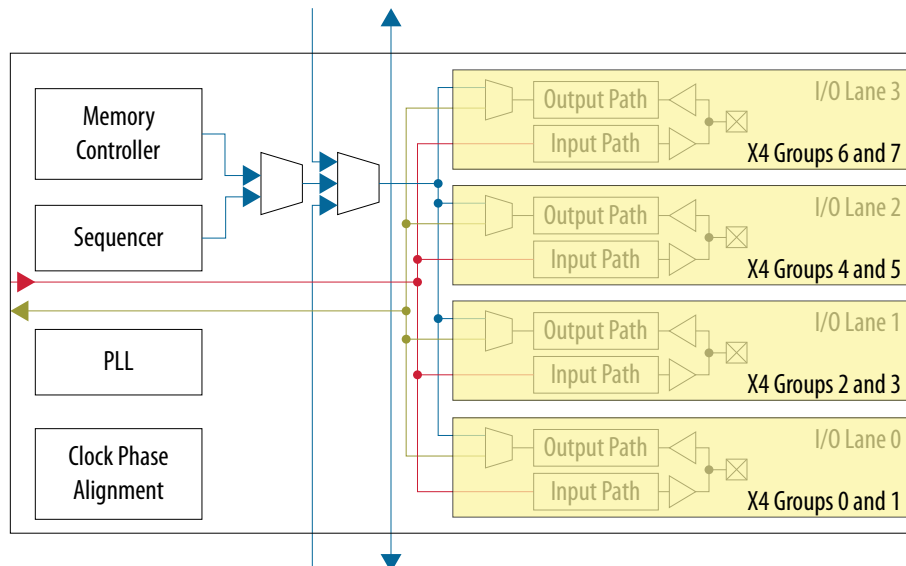 Memory
Controller
Sequencer
PLL
Clock Phase
Alignment
I/O Lane 3
Output Path
Input Path
X4 Groups 6 and 7
I/O Lane 2
Output Path
Input Path
X4 Groups 4 and 5
I/O Lane 1
Output Path
Input Path
X4 Groups 2 and 3
I/O Lane 0
Output Path
Input Path
X4 Groups 0 and 1